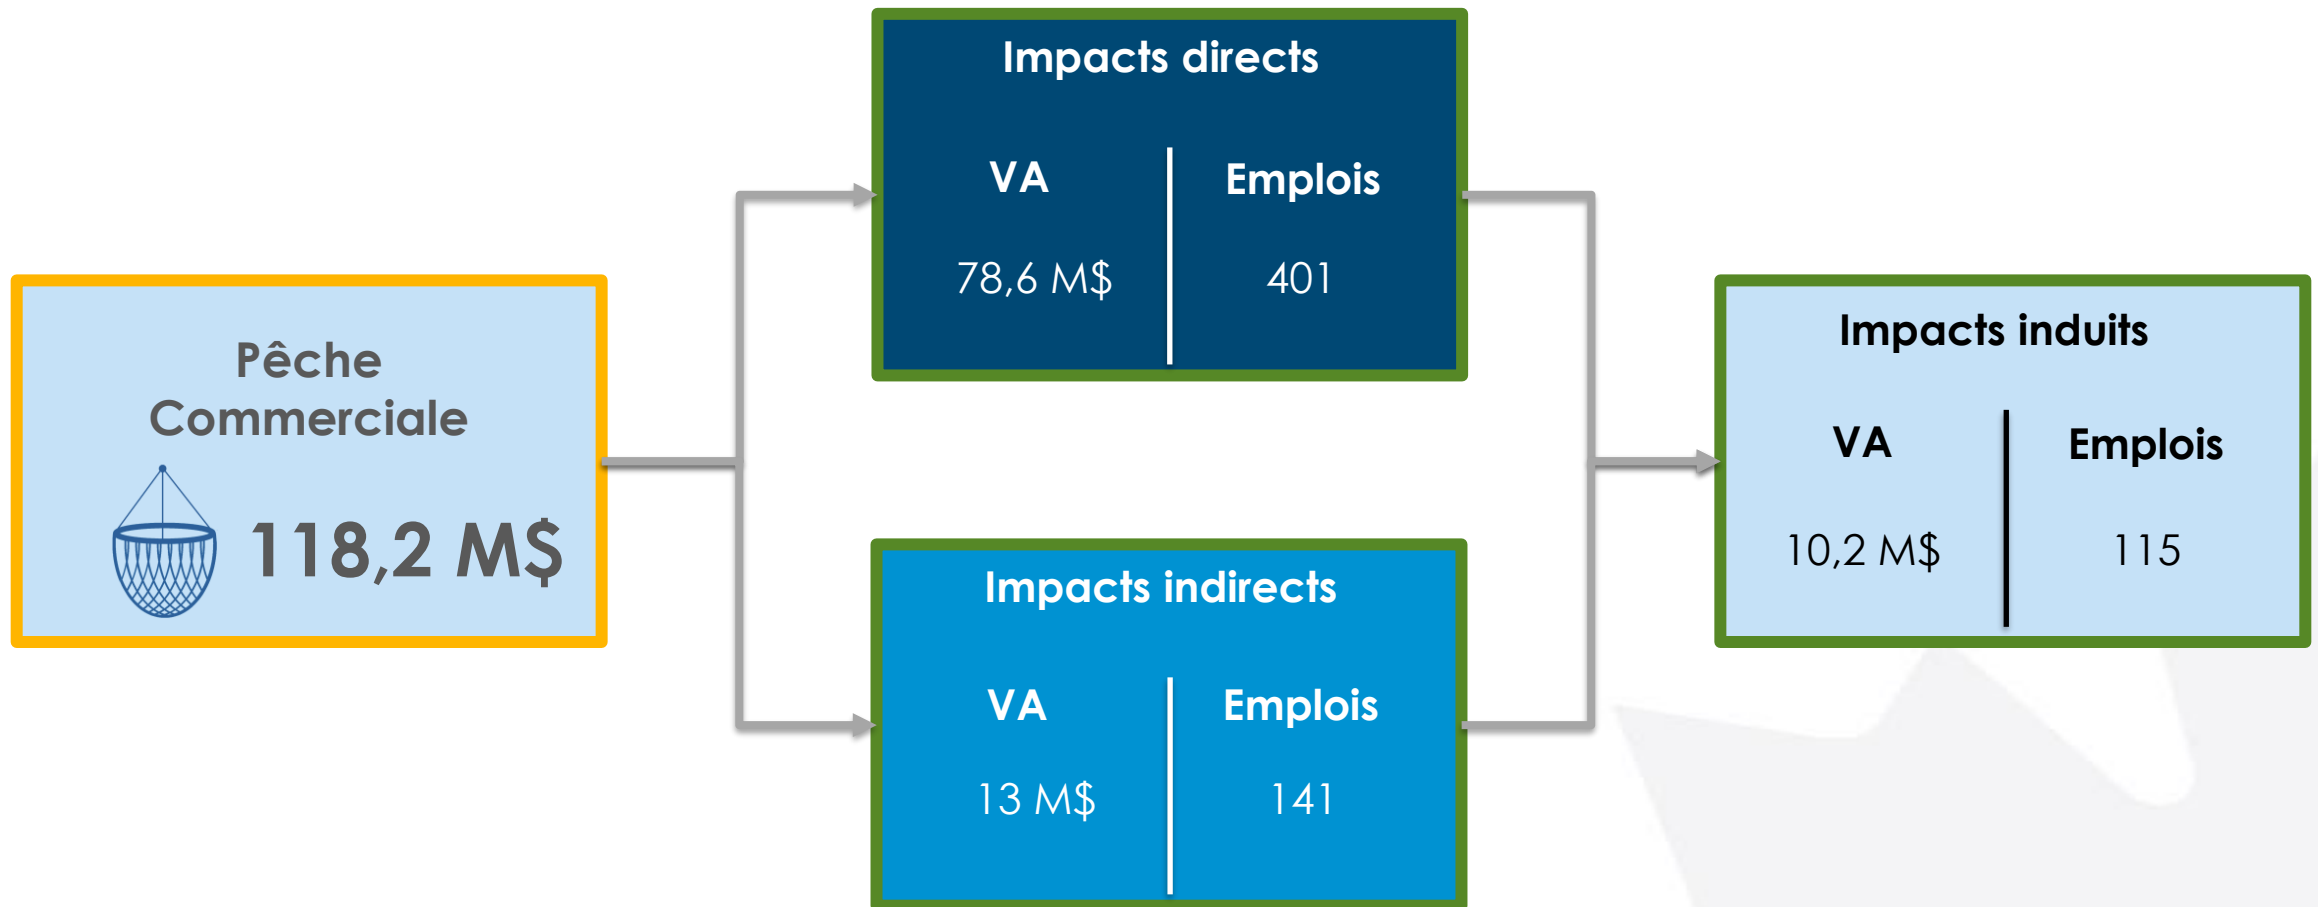 Pêche
Commerciale
118,2 M$
Impacts directs
VA
Emplois
78,6 M$
401
Impacts indirects
VA
Emplois
13 M$
141
Impacts induits
VA
Emplois
10,2 M$
115